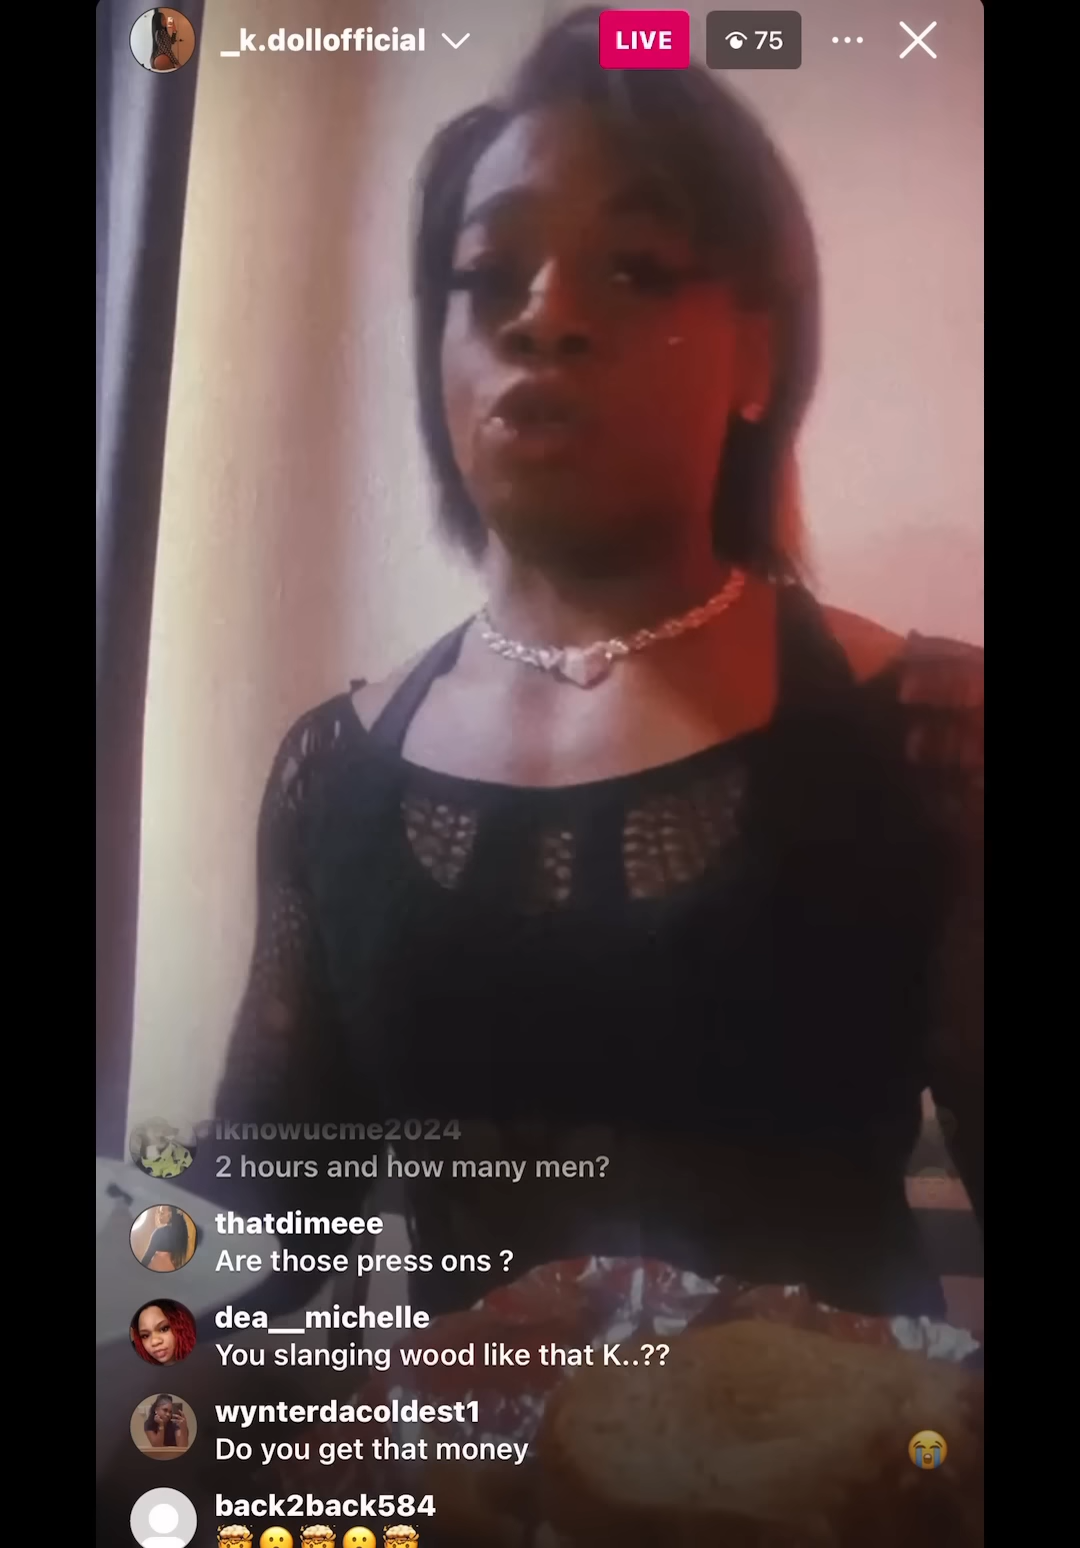 _k.dollofficial
LIVE
75
iknowucme2024
2 hours and how many men?
thatdimeee
Are those press ons ?
dea__michelle
You slanging wood like that K..??
wynterdacoldest1
Do you get that money
😭
back2back584
🤯😮🤯😮🤯